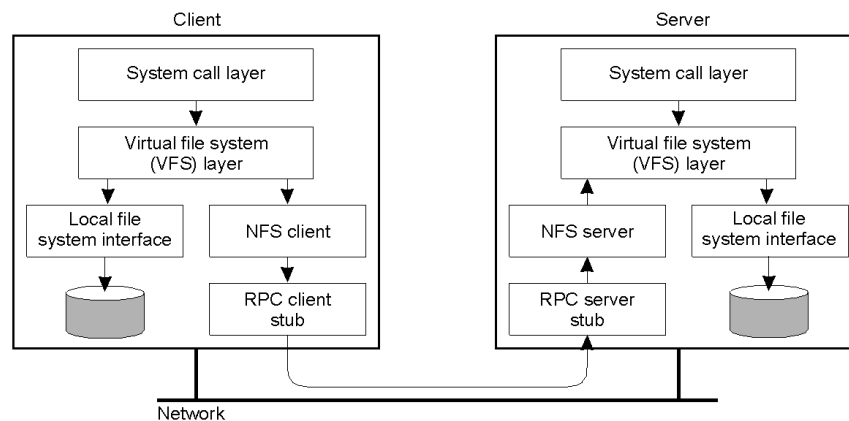 Client
Server
System call layer
System call layer
Virtual file system
(VFS) layer
Virtual file system
(VFS) layer
Local file
system interface
NFS client
NFS server
Local file
system interface
RPC client
stub
RPC server
stub
Network